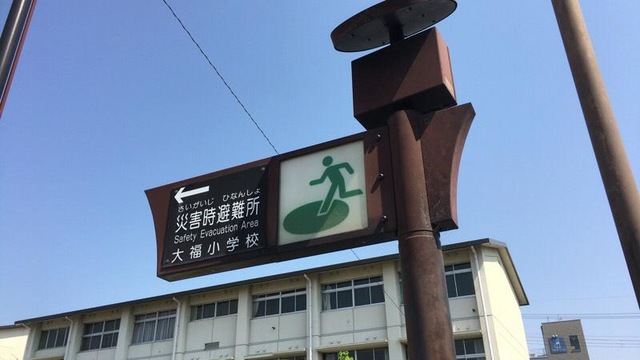 さいがいじ ひなんしょ
災害時避難所
Safety Evacuation Area
大福小学校